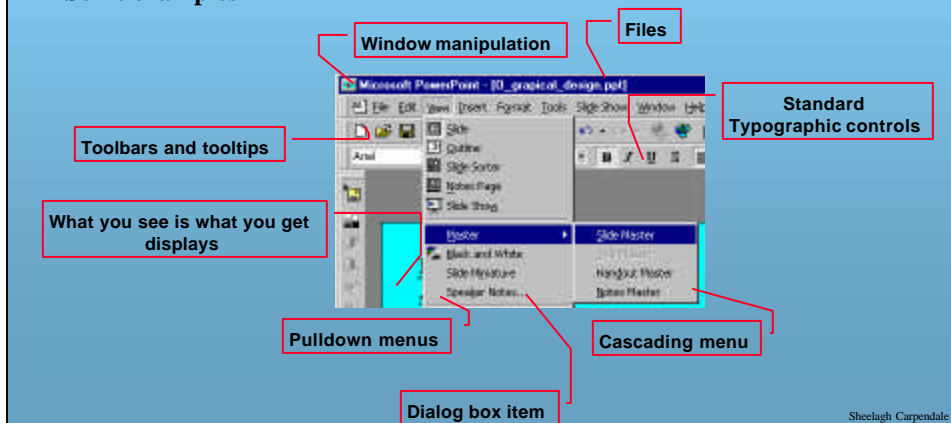 Window manipulation
Files
Microsoft PowerPoint - [0_grapical_design.ppt]
File Edit View Insert Format Tools Slide Show Window Help
Standard
Typographic controls
Toolbars and tooltips
Arial
Slide
Outline
Slide Sorter
Notes Page
Slide Show
What you see is what you get
displays
Master
Slide Master
Black and White
Slide Miniature
Handout Master
Speaker Notes...
Notes Master
Pulldown menus
Cascading menu
Dialog box item
Sheelagh Carpendale